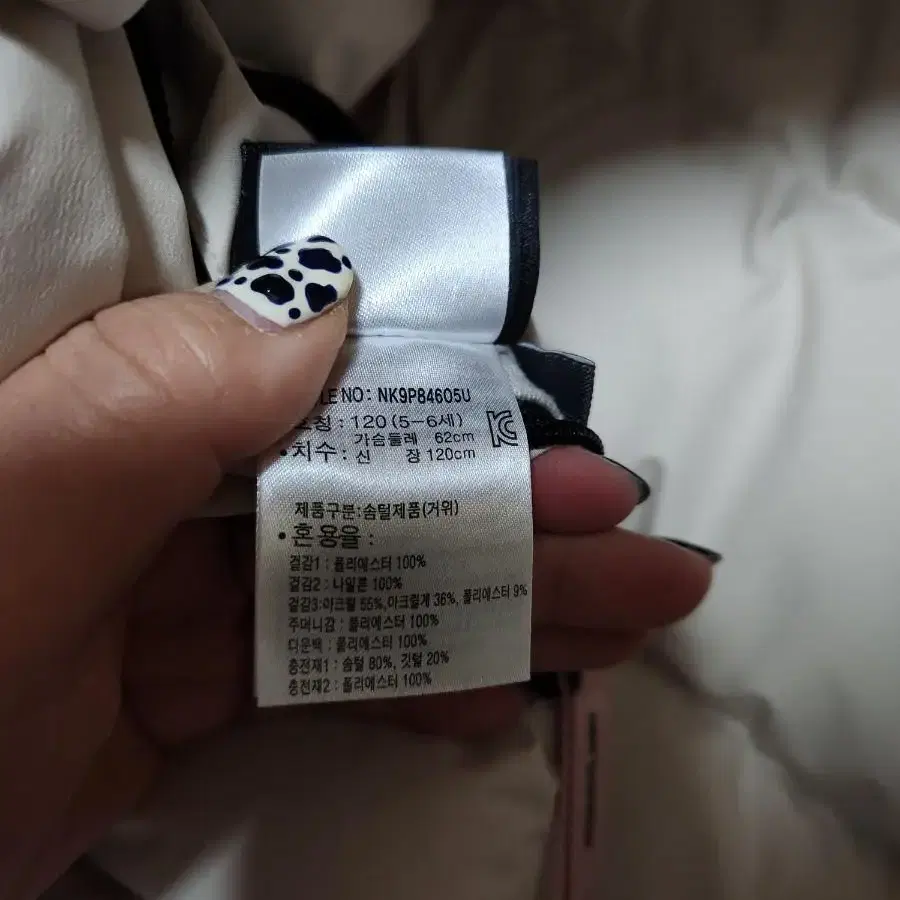 LE NO: NK9P84605U
호칭 : 120 (5-6세)
가슴둘레 62cm
•치수 : 신 장 120cm
제품구분:솜털제품(거위)
•혼용율 :
겉감1 : 폴리에스터 100%
겉감2 : 나일론 100%
겉감3:아크릴 55%,아크릴계 36%, 폴리에스터 9%
주머니감 : 폴리에스터 100%
다운백 : 폴리에스터 100%
충전재1 : 솜털 80%, 깃털 20%
충전재2 : 폴리에스터 100%